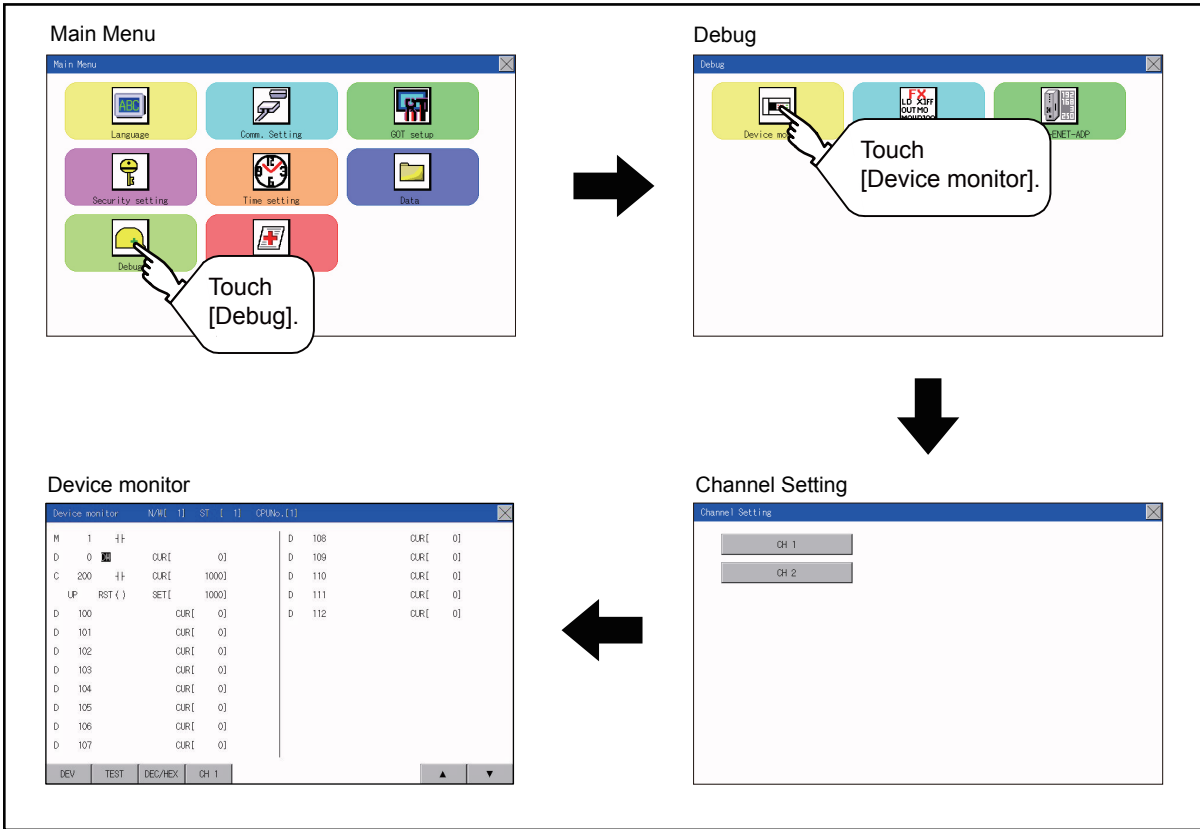 Main Menu
Main Menu
ABC
Language
Comm. Setting
GOT setup
Security setting
Time setting
Data
Debug
Touch
[Debug].
Debug
Debug
FX
Device mo
-ENET-ADP
Touch
[Device monitor].
Channel Setting
Channel Setting
CH 1
CH 2
Device monitor
Device monitor N/W[ 1] ST [ 1] CPUNo.[1]
M 1
D 0 CUR[ 0]
C 200 CUR[ 1000]
UP RST ( ) SET[ 1000]
D 100 CUR[ 0]
D 101 CUR[ 0]
D 102 CUR[ 0]
D 103 CUR[ 0]
D 104 CUR[ 0]
D 105 CUR[ 0]
D 106 CUR[ 0]
D 107 CUR[ 0]
D 108 CUR[ 0]
D 109 CUR[ 0]
D 110 CUR[ 0]
D 111 CUR[ 0]
D 112 CUR[ 0]
DEV TEST DEC/HEX CH 1 ▲ ▼